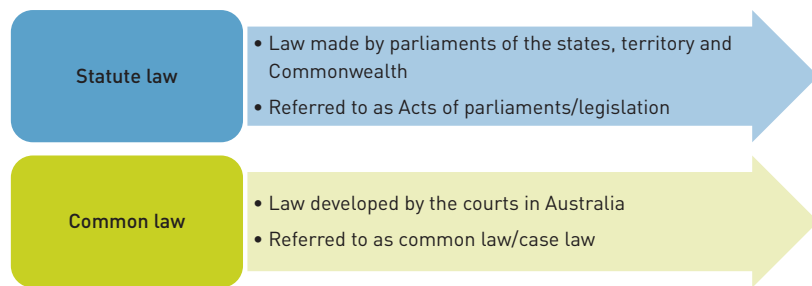 Statute law
• Law made by parliaments of the states, territory and
Commonwealth
• Referred to as Acts of parliaments/legislation
Common law
• Law developed by the courts in Australia
• Referred to as common law/case law